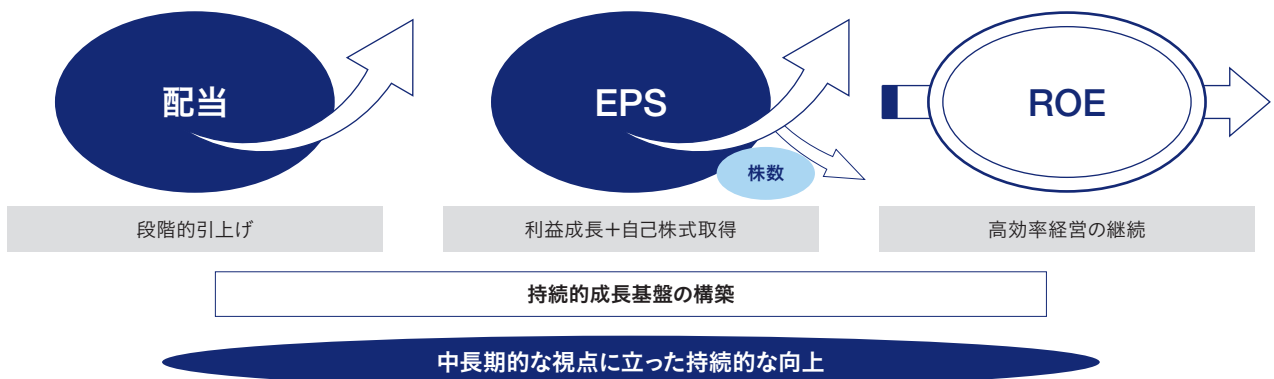 配当
EPS
株数
ROE
段階的引上げ
利益成長+自己株式取得
高効率経営の継続
持続的成長基盤の構築
中長期的な視点に立った持続的な向上